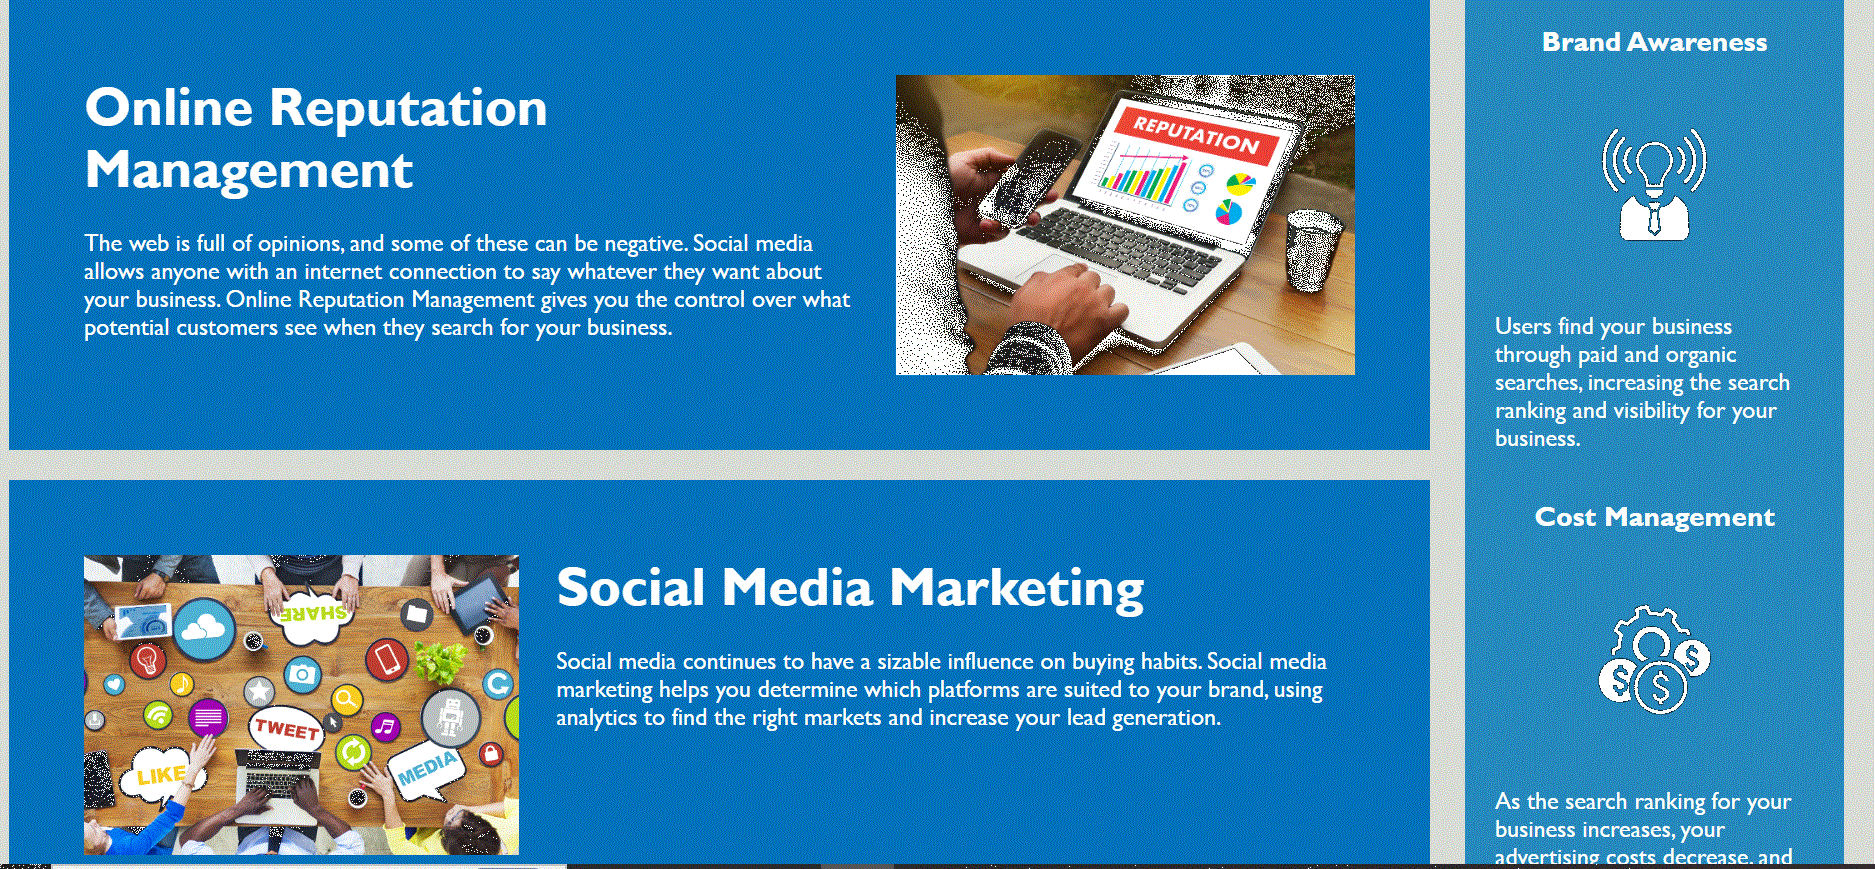 Online Reputation
Management
The web is full of opinions, and some of these can be negative. Social media
allows anyone with an internet connection to say whatever they want about
your business. Online Reputation Management gives you the control over what
potential customers see when they search for your business.
REPUTATION
SHARE
TWEET
LIKE
MEDIA
Social Media Marketing
Social media continues to have a sizable influence on buying habits. Social media
marketing helps you determine which platforms are suited to your brand, using
analytics to find the right markets and increase your lead generation.
Brand Awareness
Users find your business
through paid and organic
searches, increasing the search
ranking and visibility for your
business.
Cost Management
$
$
$
As the search ranking for your
business increases, your
advertising costs decrease, and